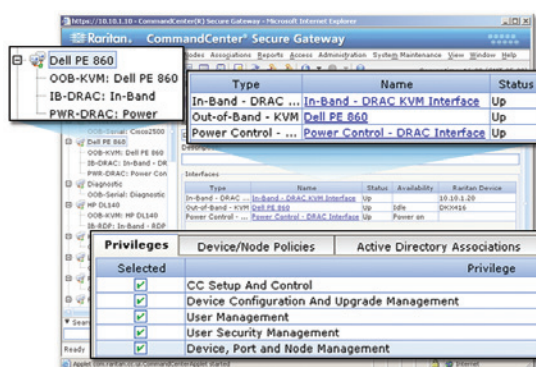 https://10.10.1.10 - CommandCenter(R) Secure Gateway - Microsoft Internet Explorer
Raritan. CommandCenter® Secure Gateway
Nodes Associations Reports Access Administration System Maintenance View Window Help
Dell PE 860
OOB-KVM: Dell PE 860
IB-DRAC: In-Band
PWR-DRAC: Power
Type Name Status
In-Band - DRAC ... In-Band - DRAC KVM Interface Up
Out-of-Band - KVM Dell PE 860 Up
Power Control - ... Power Control - DRAC Interface Up
OOB-Serial: Cisco2500
Dell PE 860
OOB-KVM: Dell PE 860
IB-DRAC: In-Band - DR
PWR-DRAC: Power Con
Diagnostic
OOB-Serial: Diagnostic
HP DL140
OOB-KVM: HP DL140
IB-RDP: In-Band - RDP
Interfaces
Type Name Status Availability Raritan Device
In-Band - DRAC ... In-Band - DRAC KVM Interface Up 10.10.1.20
Out-of-Band - KVM Dell PE 860 Up Idle DKX416
Power Control - ... Power Control - DRAC Interface Up Power on
Privileges Device/Node Policies Active Directory Associations
Selected Privilege
CC Setup And Control
Device Configuration And Upgrade Management
User Management
User Security Management
Device, Port and Node Management
Ready
Internet